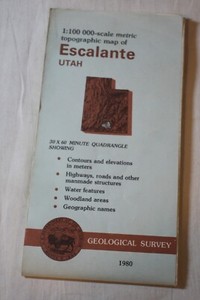 1:100 000-scale metric
topographic map of
Escalante
UTAH
30 X 60 MINUTE QUADRANGLE
SHOWING
• Contours and elevations
in meters
• Highways, roads and other
manmade structures
• Water features
• Woodland areas
• Geographic names
GEOLOGICAL SURVEY
1980